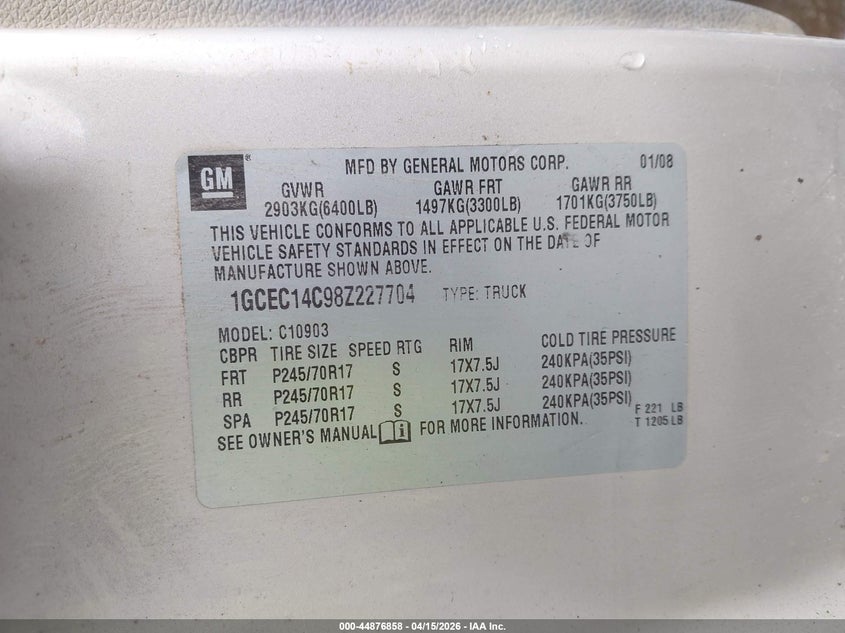 GM ®
MFD BY GENERAL MOTORS CORP. 01/08
GVWR GAWR FRT GAWR RR
2903KG(6400LB) 1497KG(3300LB) 1701KG(3750LB)
THIS VEHICLE CONFORMS TO ALL APPLICABLE U.S. FEDERAL MOTOR
VEHICLE SAFETY STANDARDS IN EFFECT ON THE DATE OF
MANUFACTURE SHOWN ABOVE.
1GCEC14C98Z227704 TYPE: TRUCK
MODEL: C10903
CBPR TIRE SIZE SPEED RTG RIM COLD TIRE PRESSURE
FRT P245/70R17 S 17X7.5J 240KPA(35PSI)
RR P245/70R17 S 17X7.5J 240KPA(35PSI)
SPA P245/70R17 S 17X7.5J 240KPA(35PSI)
SEE OWNER'S MANUAL i FOR MORE INFORMATION.
F 221 LB
T 1205 LB
000-44876858 - 04/15/2026 - IAA Inc.